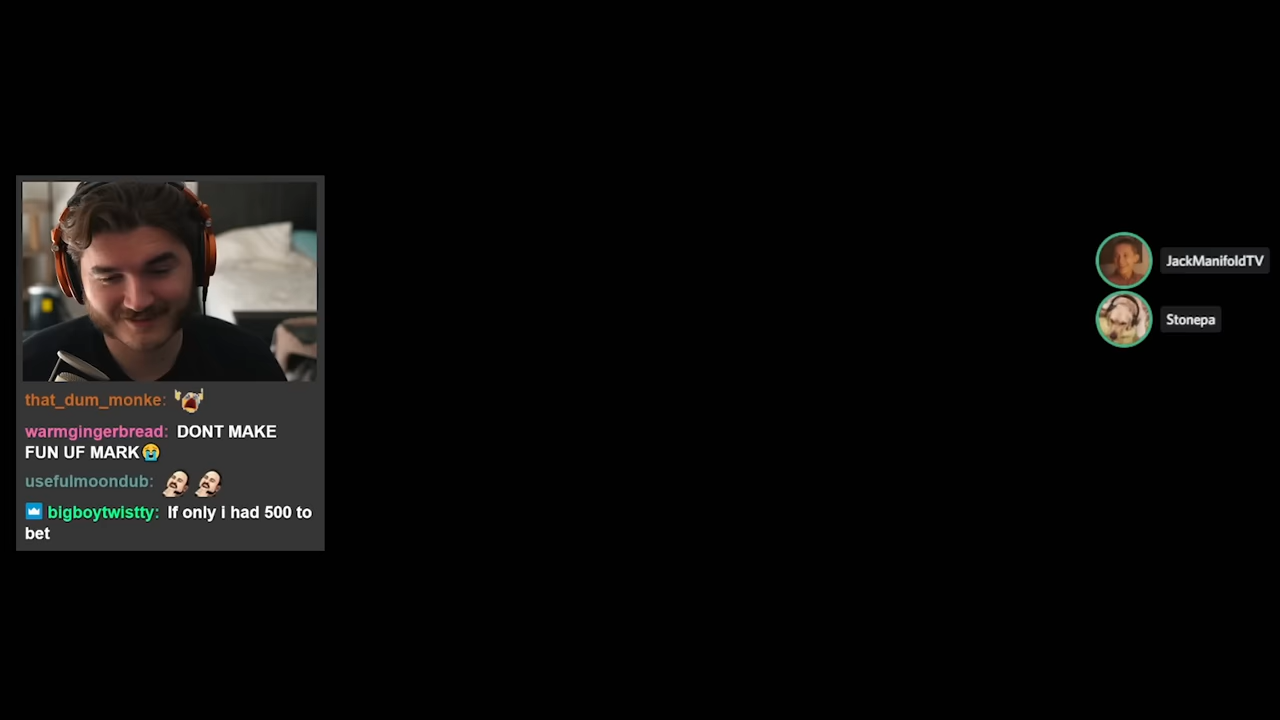 JackManifoldTV
Stonepa
that_dum_monke:
warmgingerbread: DONT MAKE
FUN UF MARK😭
usefulmoondub:
bigboytwistty: If only i had 500 to
bet